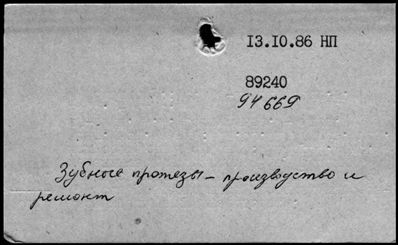 13.10.86 НП
89240
94669
Зубные протезы – производство и
ремонт